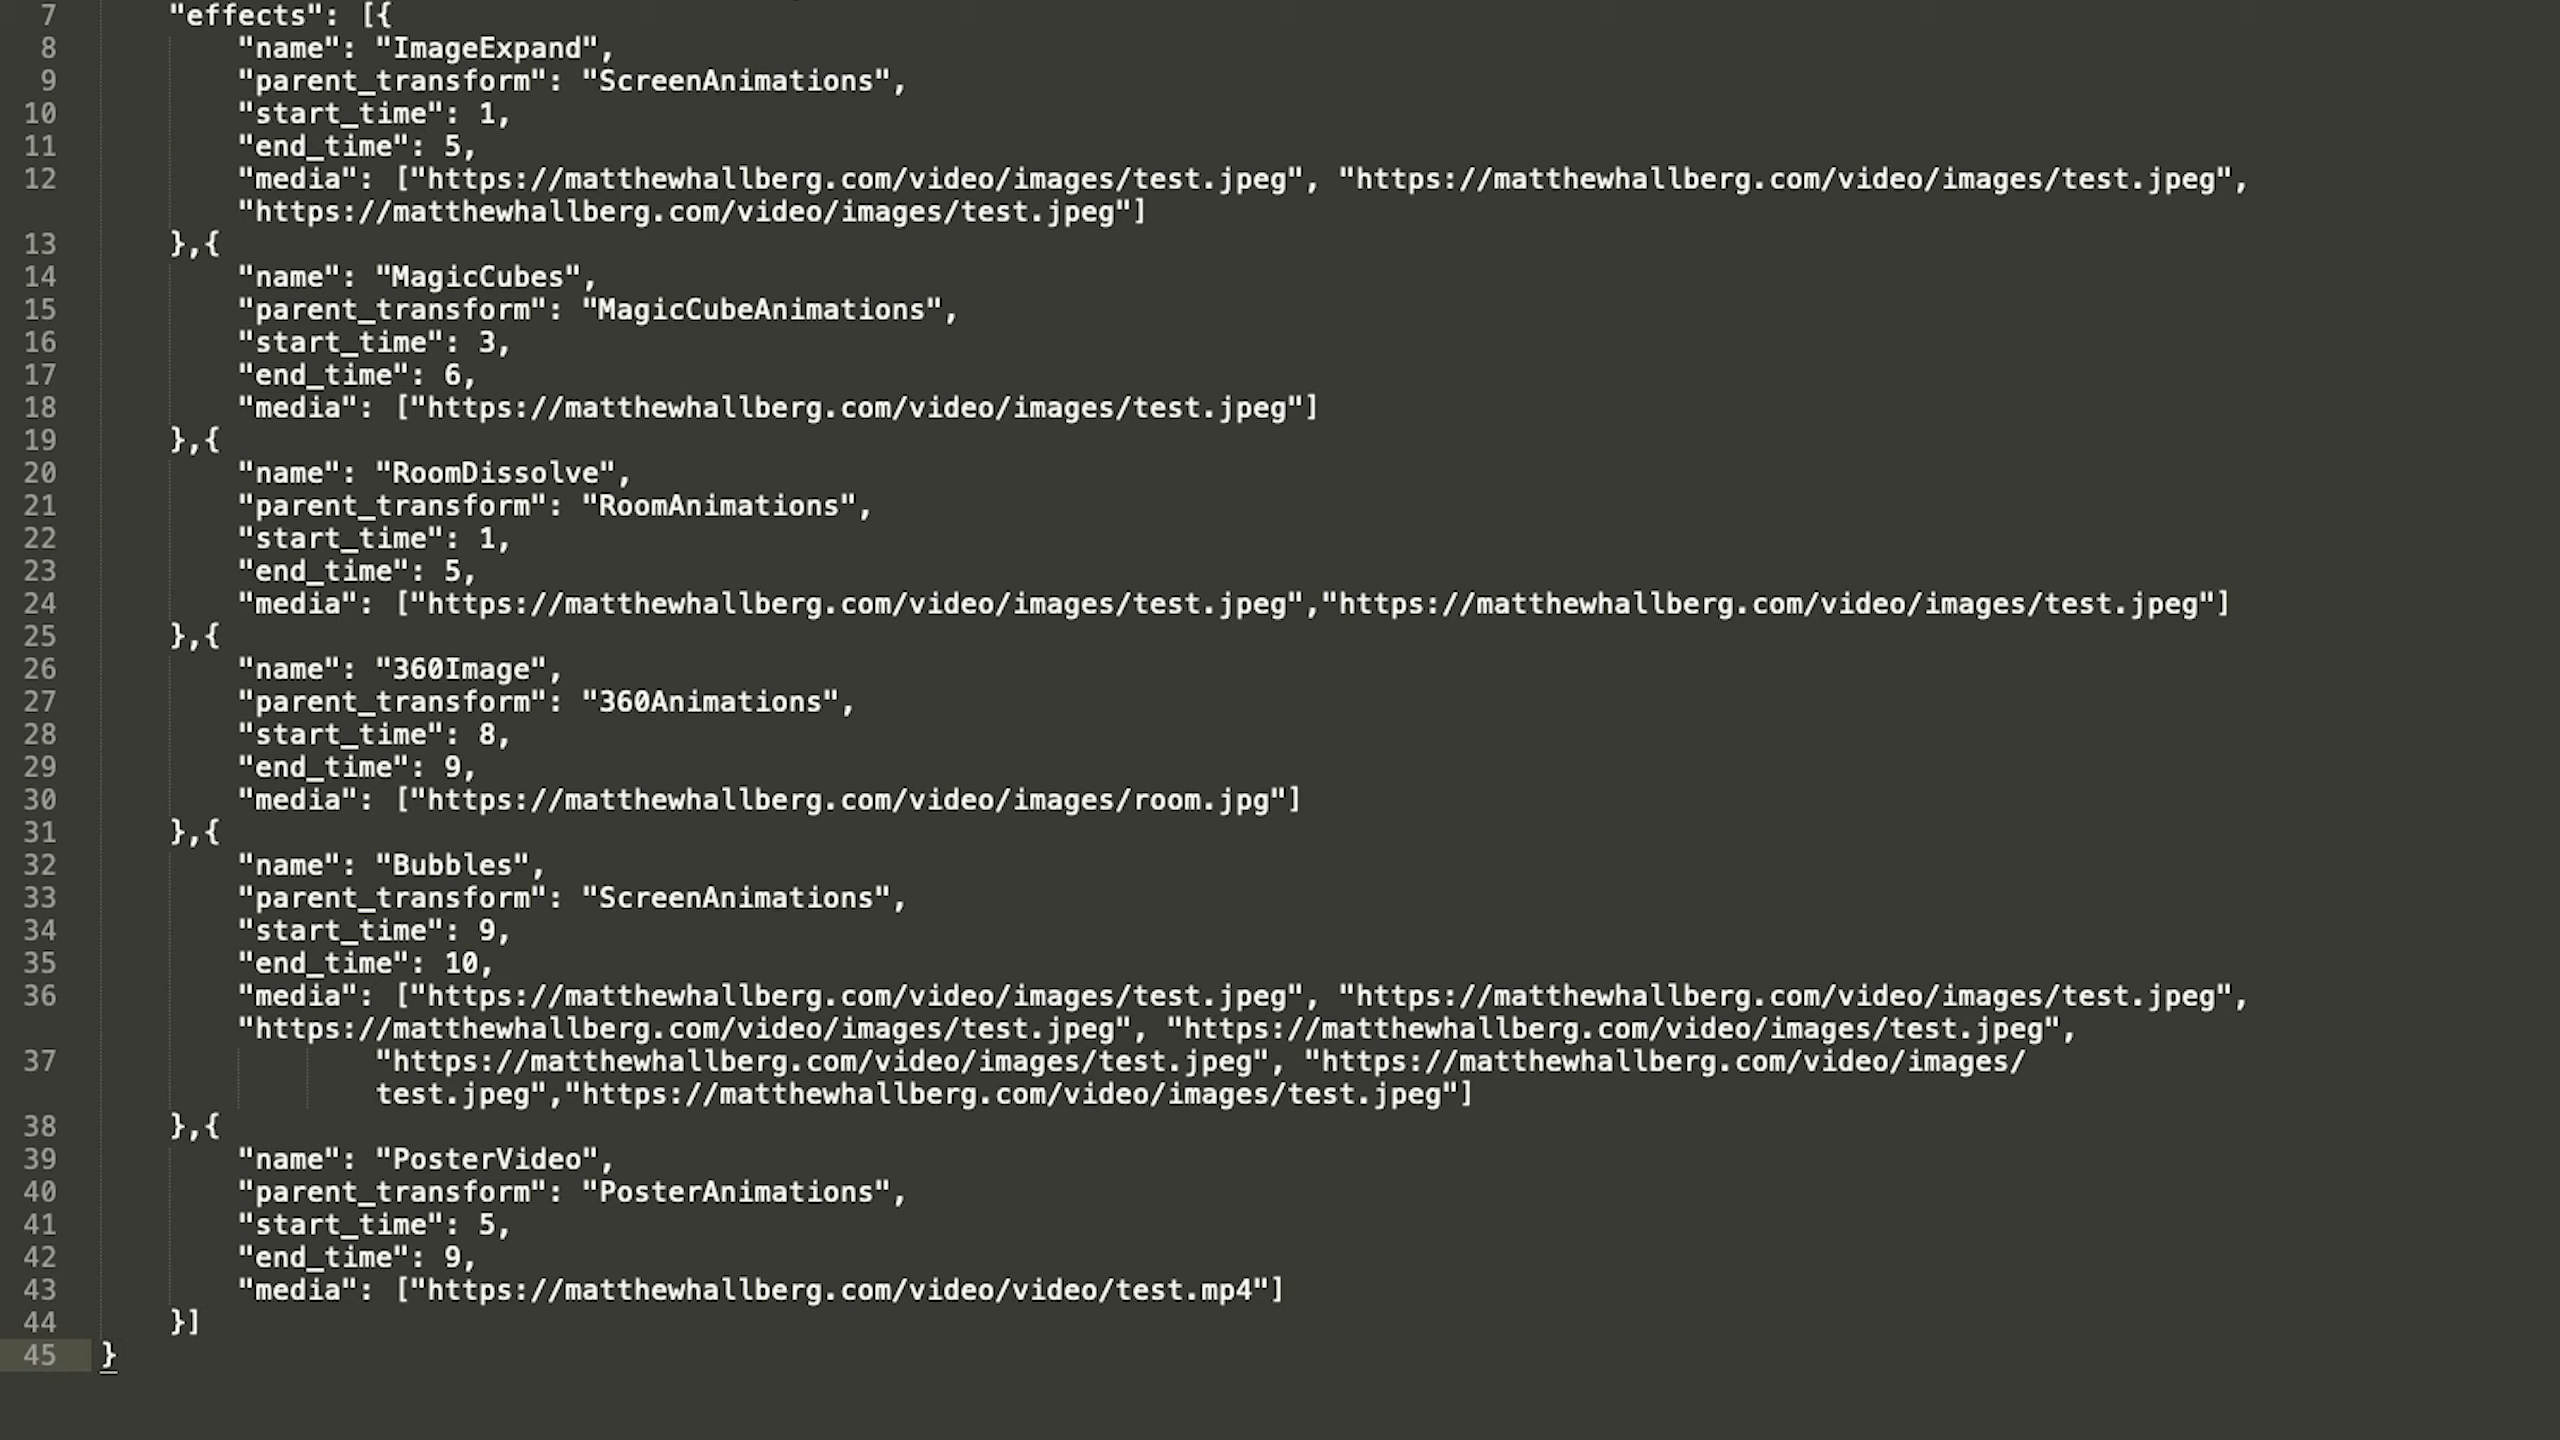 7 "effects": [{
8 "name": "ImageExpand",
9 "parent_transform": "ScreenAnimations",
10 "start_time": 1,
11 "end_time": 5,
12 "media": ["https://matthewhallberg.com/video/images/test.jpeg", "https://matthewhallberg.com/video/images/test.jpeg",
"https://matthewhallberg.com/video/images/test.jpeg"]
13 },{
14 "name": "MagicCubes",
15 "parent_transform": "MagicCubeAnimations",
16 "start_time": 3,
17 "end_time": 6,
18 "media": ["https://matthewhallberg.com/video/images/test.jpeg"]
19 },{
20 "name": "RoomDissolve",
21 "parent_transform": "RoomAnimations",
22 "start_time": 1,
23 "end_time": 5,
24 "media": ["https://matthewhallberg.com/video/images/test.jpeg","https://matthewhallberg.com/video/images/test.jpeg"]
25 },{
26 "name": "360Image",
27 "parent_transform": "360Animations",
28 "start_time": 8,
29 "end_time": 9,
30 "media": ["https://matthewhallberg.com/video/images/room.jpg"]
31 },{
32 "name": "Bubbles",
33 "parent_transform": "ScreenAnimations",
34 "start_time": 9,
35 "end_time": 10,
36 "media": ["https://matthewhallberg.com/video/images/test.jpeg", "https://matthewhallberg.com/video/images/test.jpeg",
"https://matthewhallberg.com/video/images/test.jpeg", "https://matthewhallberg.com/video/images/test.jpeg",
37 "https://matthewhallberg.com/video/images/test.jpeg", "https://matthewhallberg.com/video/images/
test.jpeg","https://matthewhallberg.com/video/images/test.jpeg"]
38 },{
39 "name": "PosterVideo",
40 "parent_transform": "PosterAnimations",
41 "start_time": 5,
42 "end_time": 9,
43 "media": ["https://matthewhallberg.com/video/video/test.mp4"]
44 }]
45 }